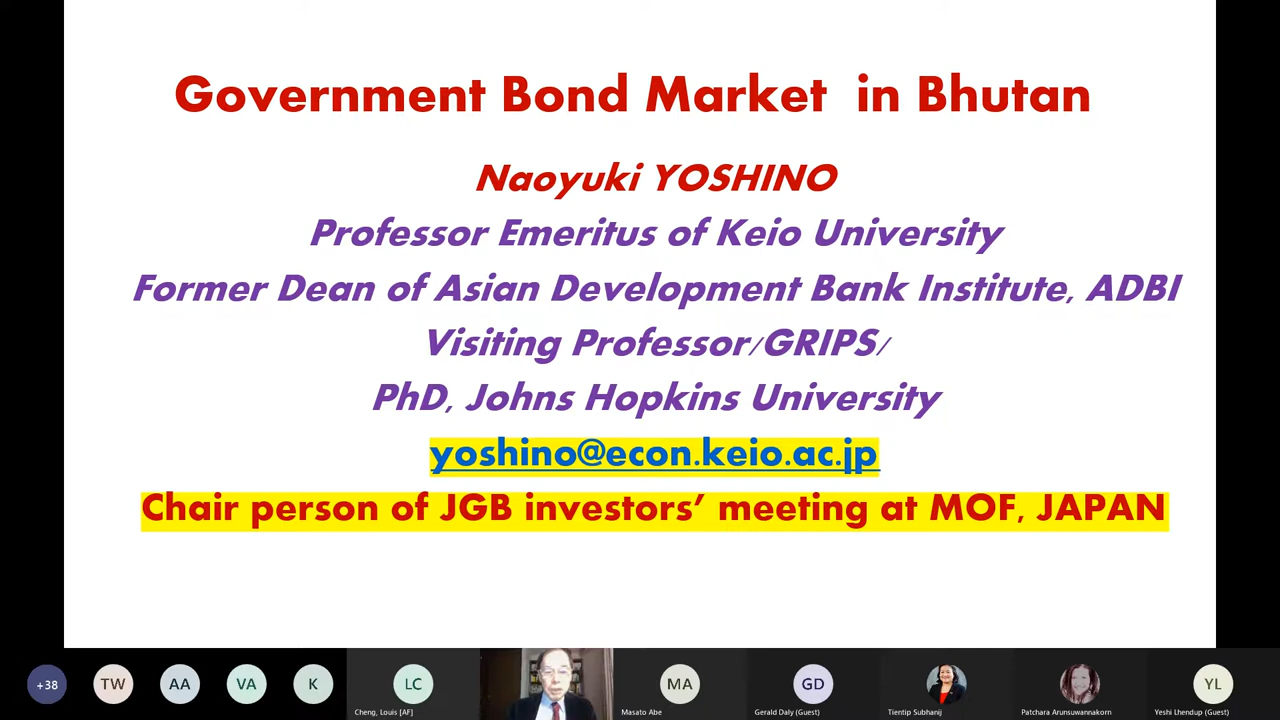 Government Bond Market in Bhutan
Naoyuki YOSHINO
Professor Emeritus of Keio University
Former Dean of Asian Development Bank Institute, ADBI
Visiting Professor/GRIPS/
PhD, Johns Hopkins University
yoshino@econ.keio.ac.jp
Chair person of JGB investors’ meeting at MOF, JAPAN
+38 TW AA VA K LC MA GD YL
Cheng, Louis [AF] Masato Abe Gerald Daly (Guest) Tientip Subhanij Patchara Arunsuwannakorn Yeshi Lhendup (Guest)